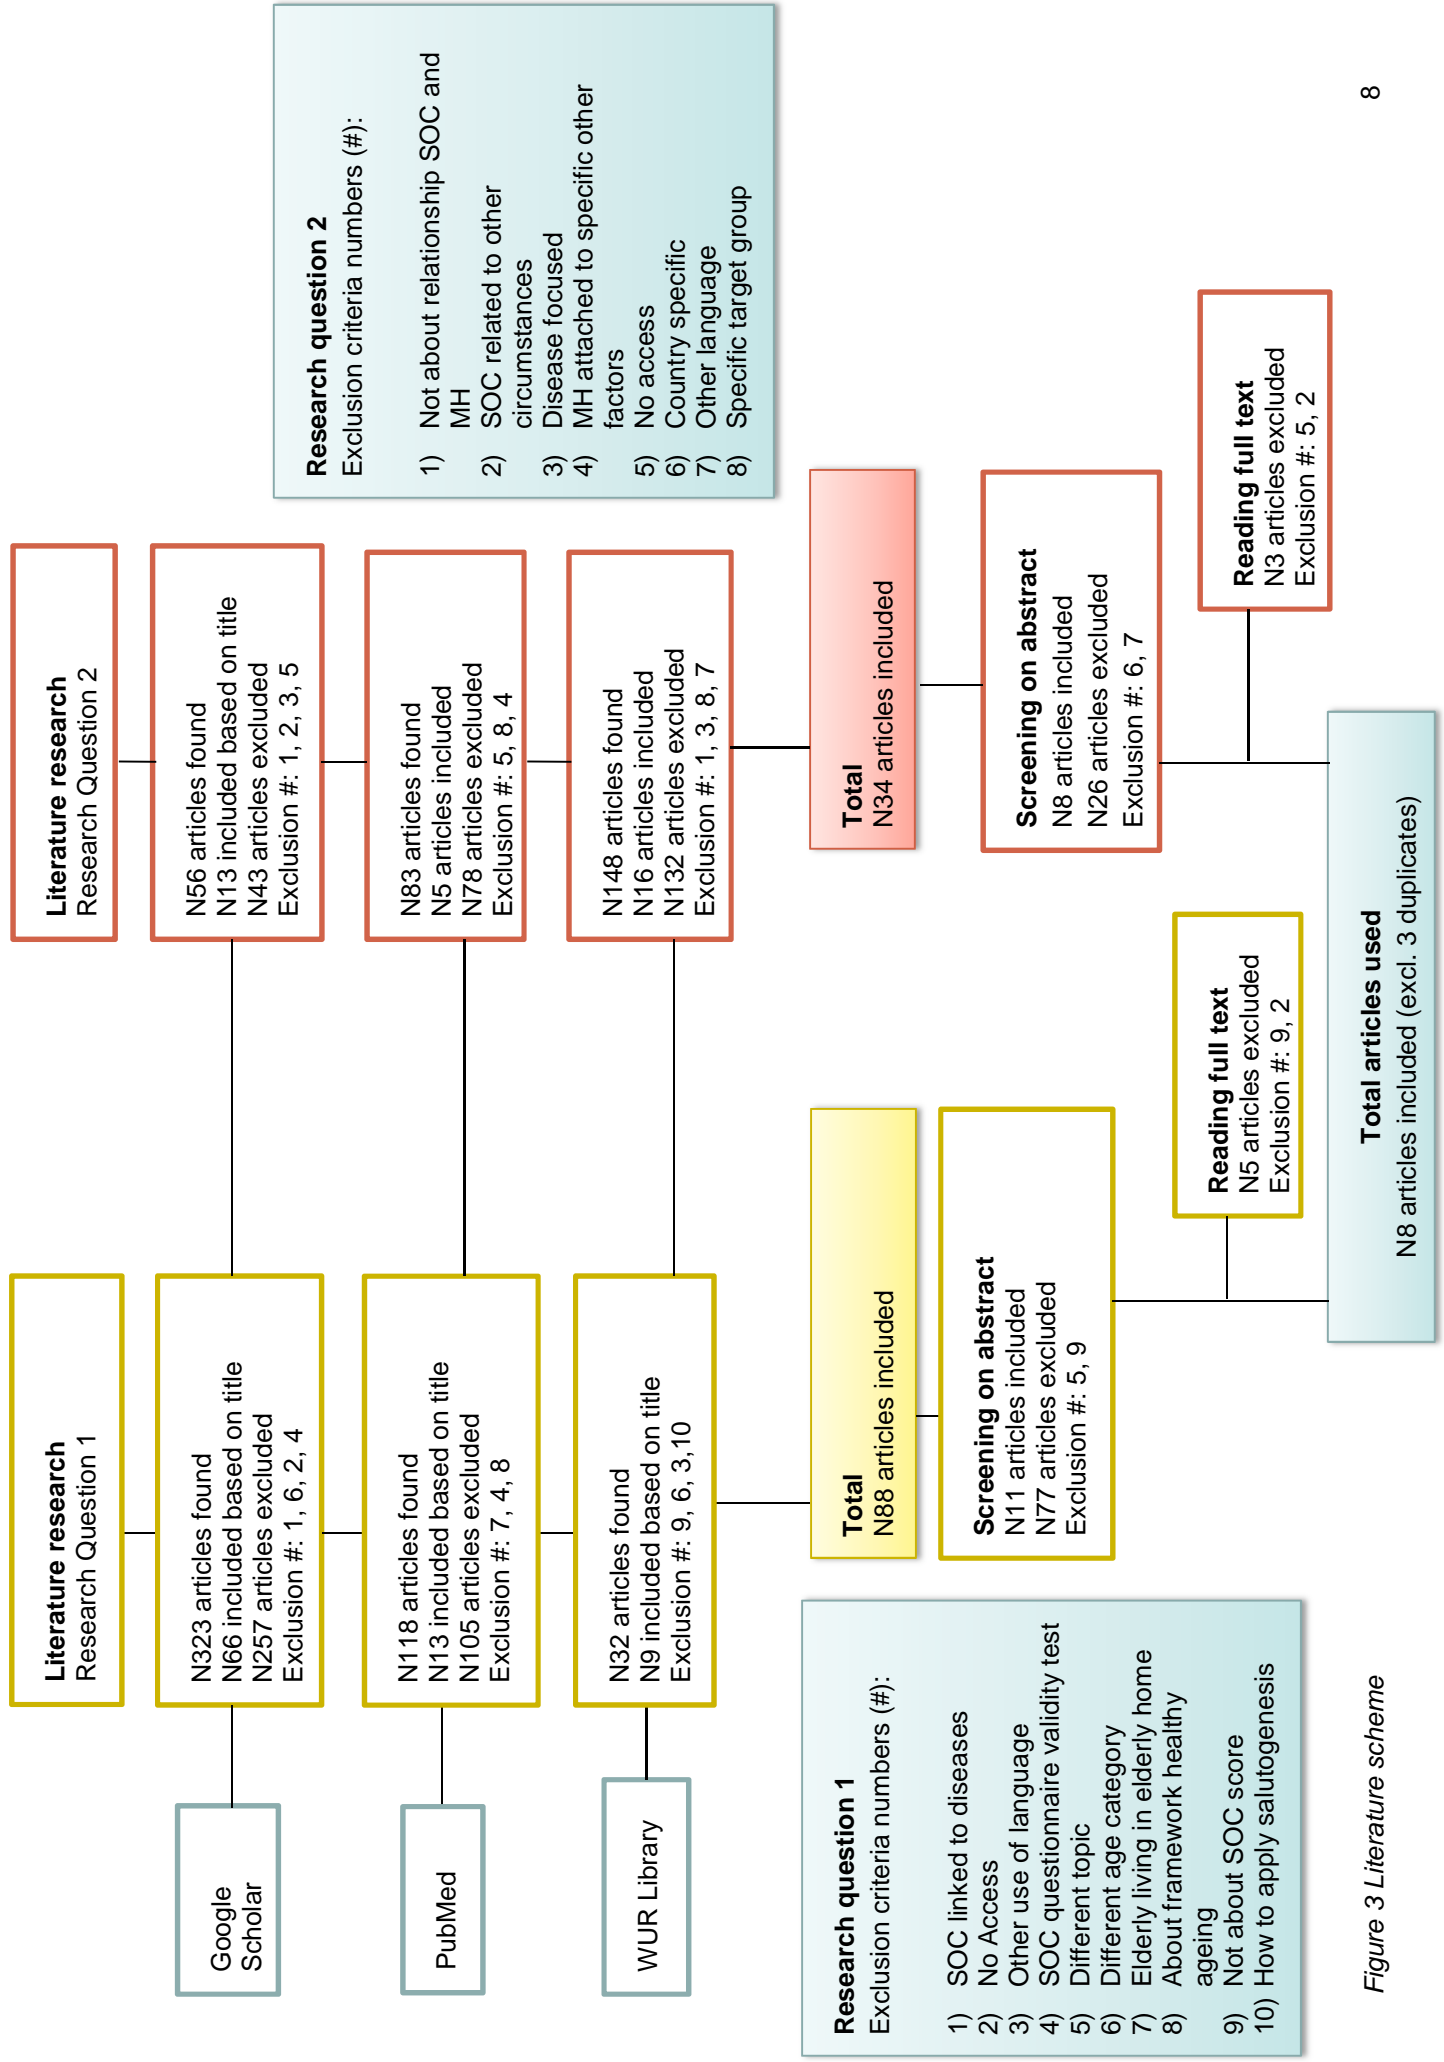 Literature research
Research Question 1
Literature research
Research Question 2
Google
Scholar
N323 articles found
N66 included based on title
N257 articles excluded
Exclusion #: 1, 6, 2, 4
N56 articles found
N13 included based on title
N43 articles excluded
Exclusion #: 1, 2, 3, 5
PubMed
N118 articles found
N13 included based on title
N105 articles excluded
Exclusion #: 7, 4, 8
N83 articles found
N5 articles included
N78 articles excluded
Exclusion #: 5, 8, 4
WUR Library
N32 articles found
N9 included based on title
Exclusion #: 9, 6, 3,10
N148 articles found
N16 articles included
N132 articles excluded
Exclusion #: 1, 3, 8, 7
Research question 2
Exclusion criteria numbers (#):
1) Not about relationship SOC and
MH
2) SOC related to other
circumstances
3) Disease focused
4) MH attached to specific other
factors
5) No access
6) Country specific
7) Other language
8) Specific target group
Research question 1
Exclusion criteria numbers (#):
1) SOC linked to diseases
2) No Access
3) Other use of language
4) SOC questionnaire validity test
5) Different topic
6) Different age category
7) Elderly living in elderly home
8) About framework healthy
ageing
9) Not about SOC score
10) How to apply salutogenesis
Total
N88 articles included
Total
N34 articles included
Screening on abstract
N11 articles included
N77 articles excluded
Exclusion #: 5, 9
Screening on abstract
N8 articles included
N26 articles excluded
Exclusion #: 6, 7
Reading full text
N5 articles excluded
Exclusion #: 9, 2
Reading full text
N3 articles excluded
Exclusion #: 5, 2
Total articles used
N8 articles included (excl. 3 duplicates)
Figure 3 Literature scheme
8